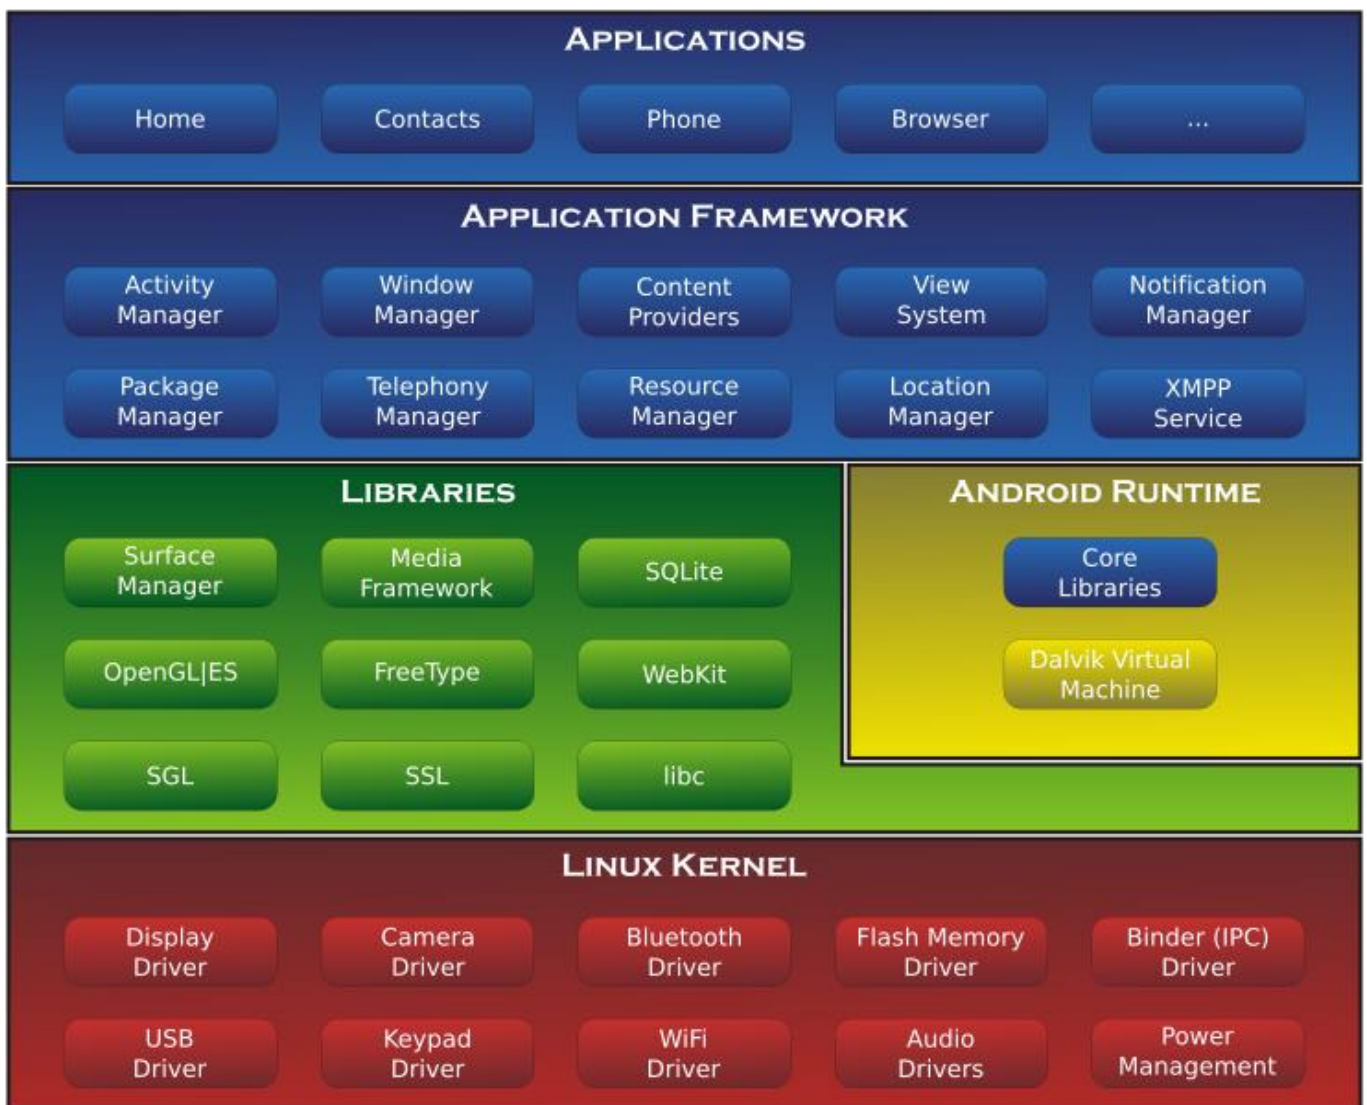 APPLICATIONS
Home
Contacts
Phone
Browser
...
APPLICATION FRAMEWORK
Activity
Manager
Window
Manager
Content
Providers
View
System
Notification
Manager
Package
Manager
Telephony
Manager
Resource
Manager
Location
Manager
XMPP
Service
LIBRARIES
Surface
Manager
Media
Framework
SQLite
OpenGL|ES
FreeType
WebKit
SGL
SSL
libc
ANDROID RUNTIME
Core
Libraries
Dalvik Virtual
Machine
LINUX KERNEL
Display
Driver
Camera
Driver
Bluetooth
Driver
Flash Memory
Driver
Binder (IPC)
Driver
USB
Driver
Keypad
Driver
WiFi
Driver
Audio
Drivers
Power
Management